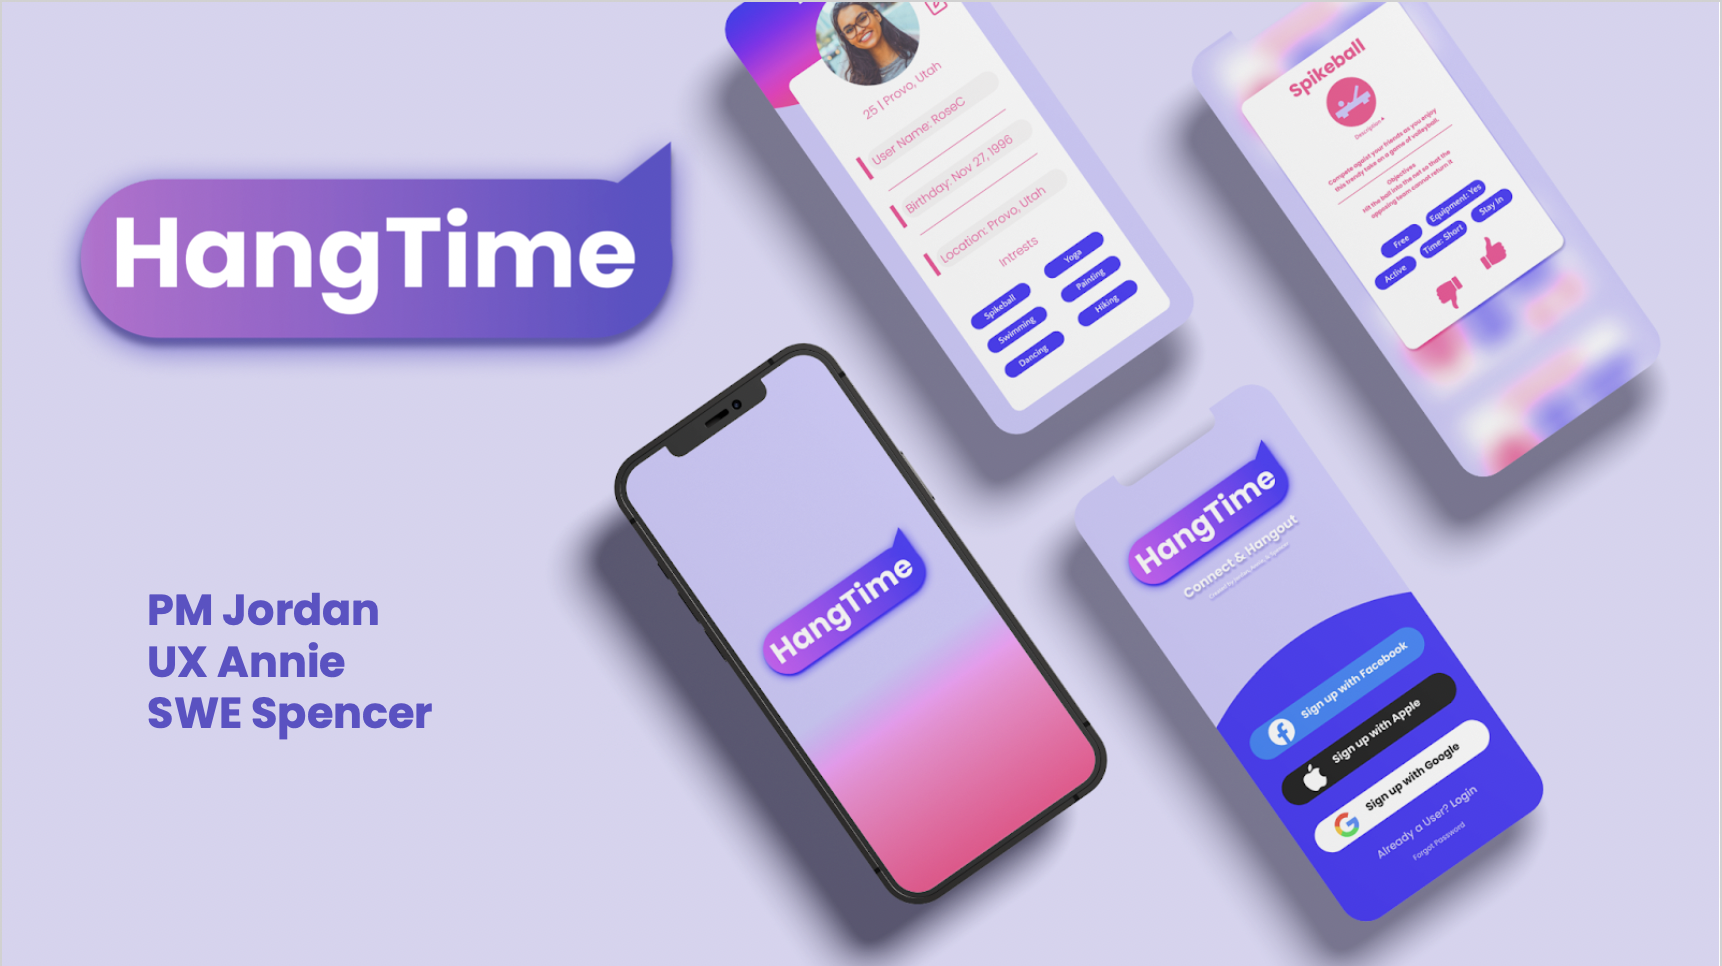 HangTime
PM Jordan
UX Annie
SWE Spencer
25 | Provo, Utah
User Name: RoseC
Birthday: Nov 27, 1996
Location: Provo, Utah
Intrests
Yoga
Spikeball
Painting
Swimming
Hiking
Dancing
Spikeball
Description
Compete against your friends as you enjoy
this trendy take on a game of volleyball.
Objectives
Hit the ball into the net so that the
opposing team cannot return it
Equipment: Yes
Free
Stay In
Time: Short
Active
HangTime
HangTime
Connect & Hangout
Sign up with Facebook
Sign up with Apple
Sign up with Google
Already a User? Login
Forgot Password